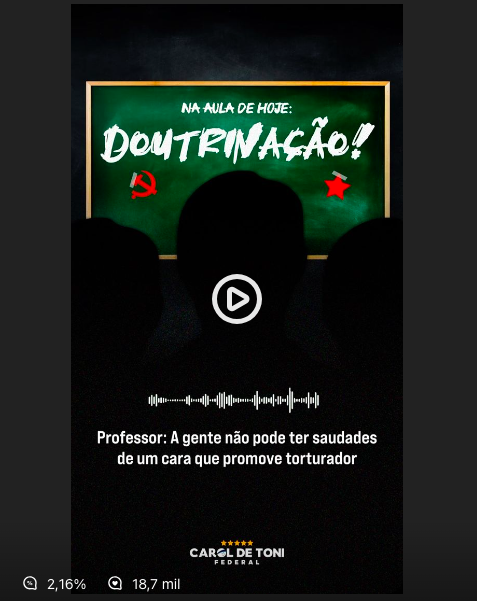 NA AULA DE HOJE:
DOUTRINAÇÃO!
Professor: A gente não pode ter saudades
de um cara que promove torturador
CAROL DE TONI
FEDERAL
2,16%
18,7 mil